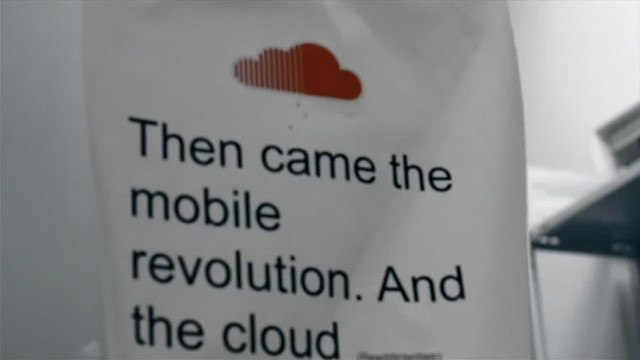 Then came the
mobile
revolution. And
the cloud